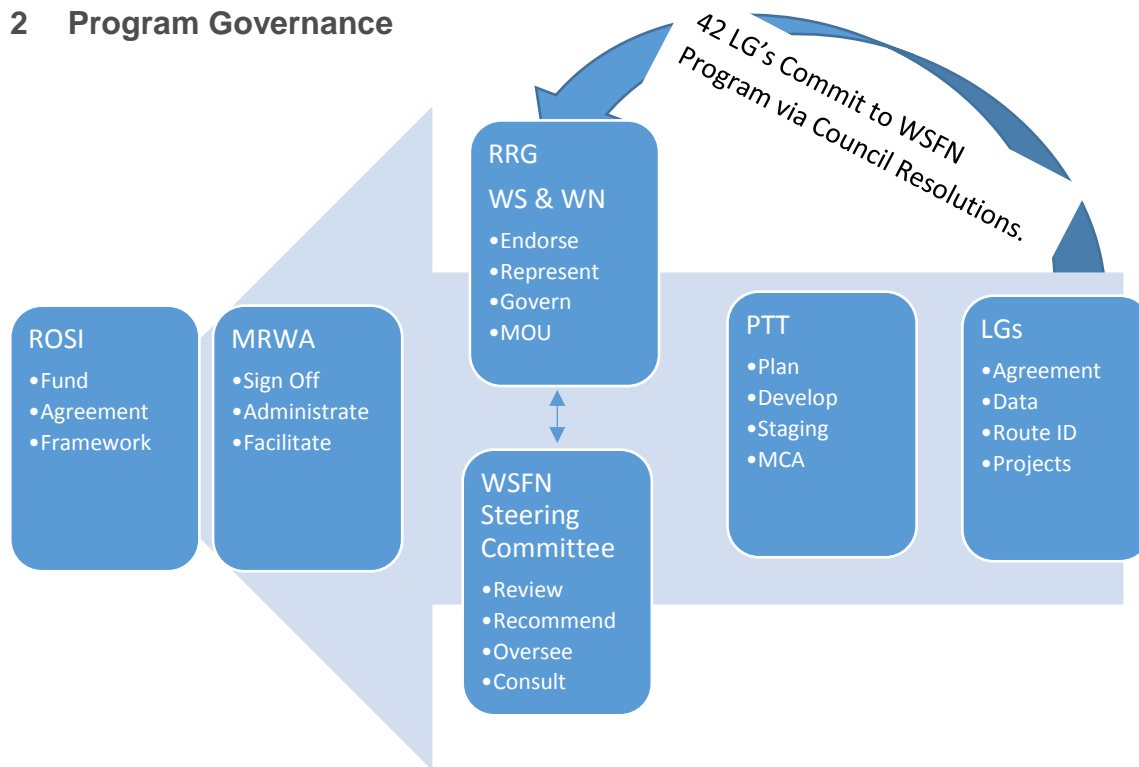 2 Program Governance
42 LG's Commit to WSFN
Program via Council Resolutions.
ROSI
•Fund
•Agreement
•Framework
MRWA
•Sign Off
•Administrate
•Facilitate
RRG
WS & WN
•Endorse
•Represent
•Govern
•MOU
WSFN
Steering
Committee
•Review
•Recommend
•Oversee
•Consult
PTT
•Plan
•Develop
•Staging
•MCA
LGs
•Agreement
•Data
•Route ID
•Projects